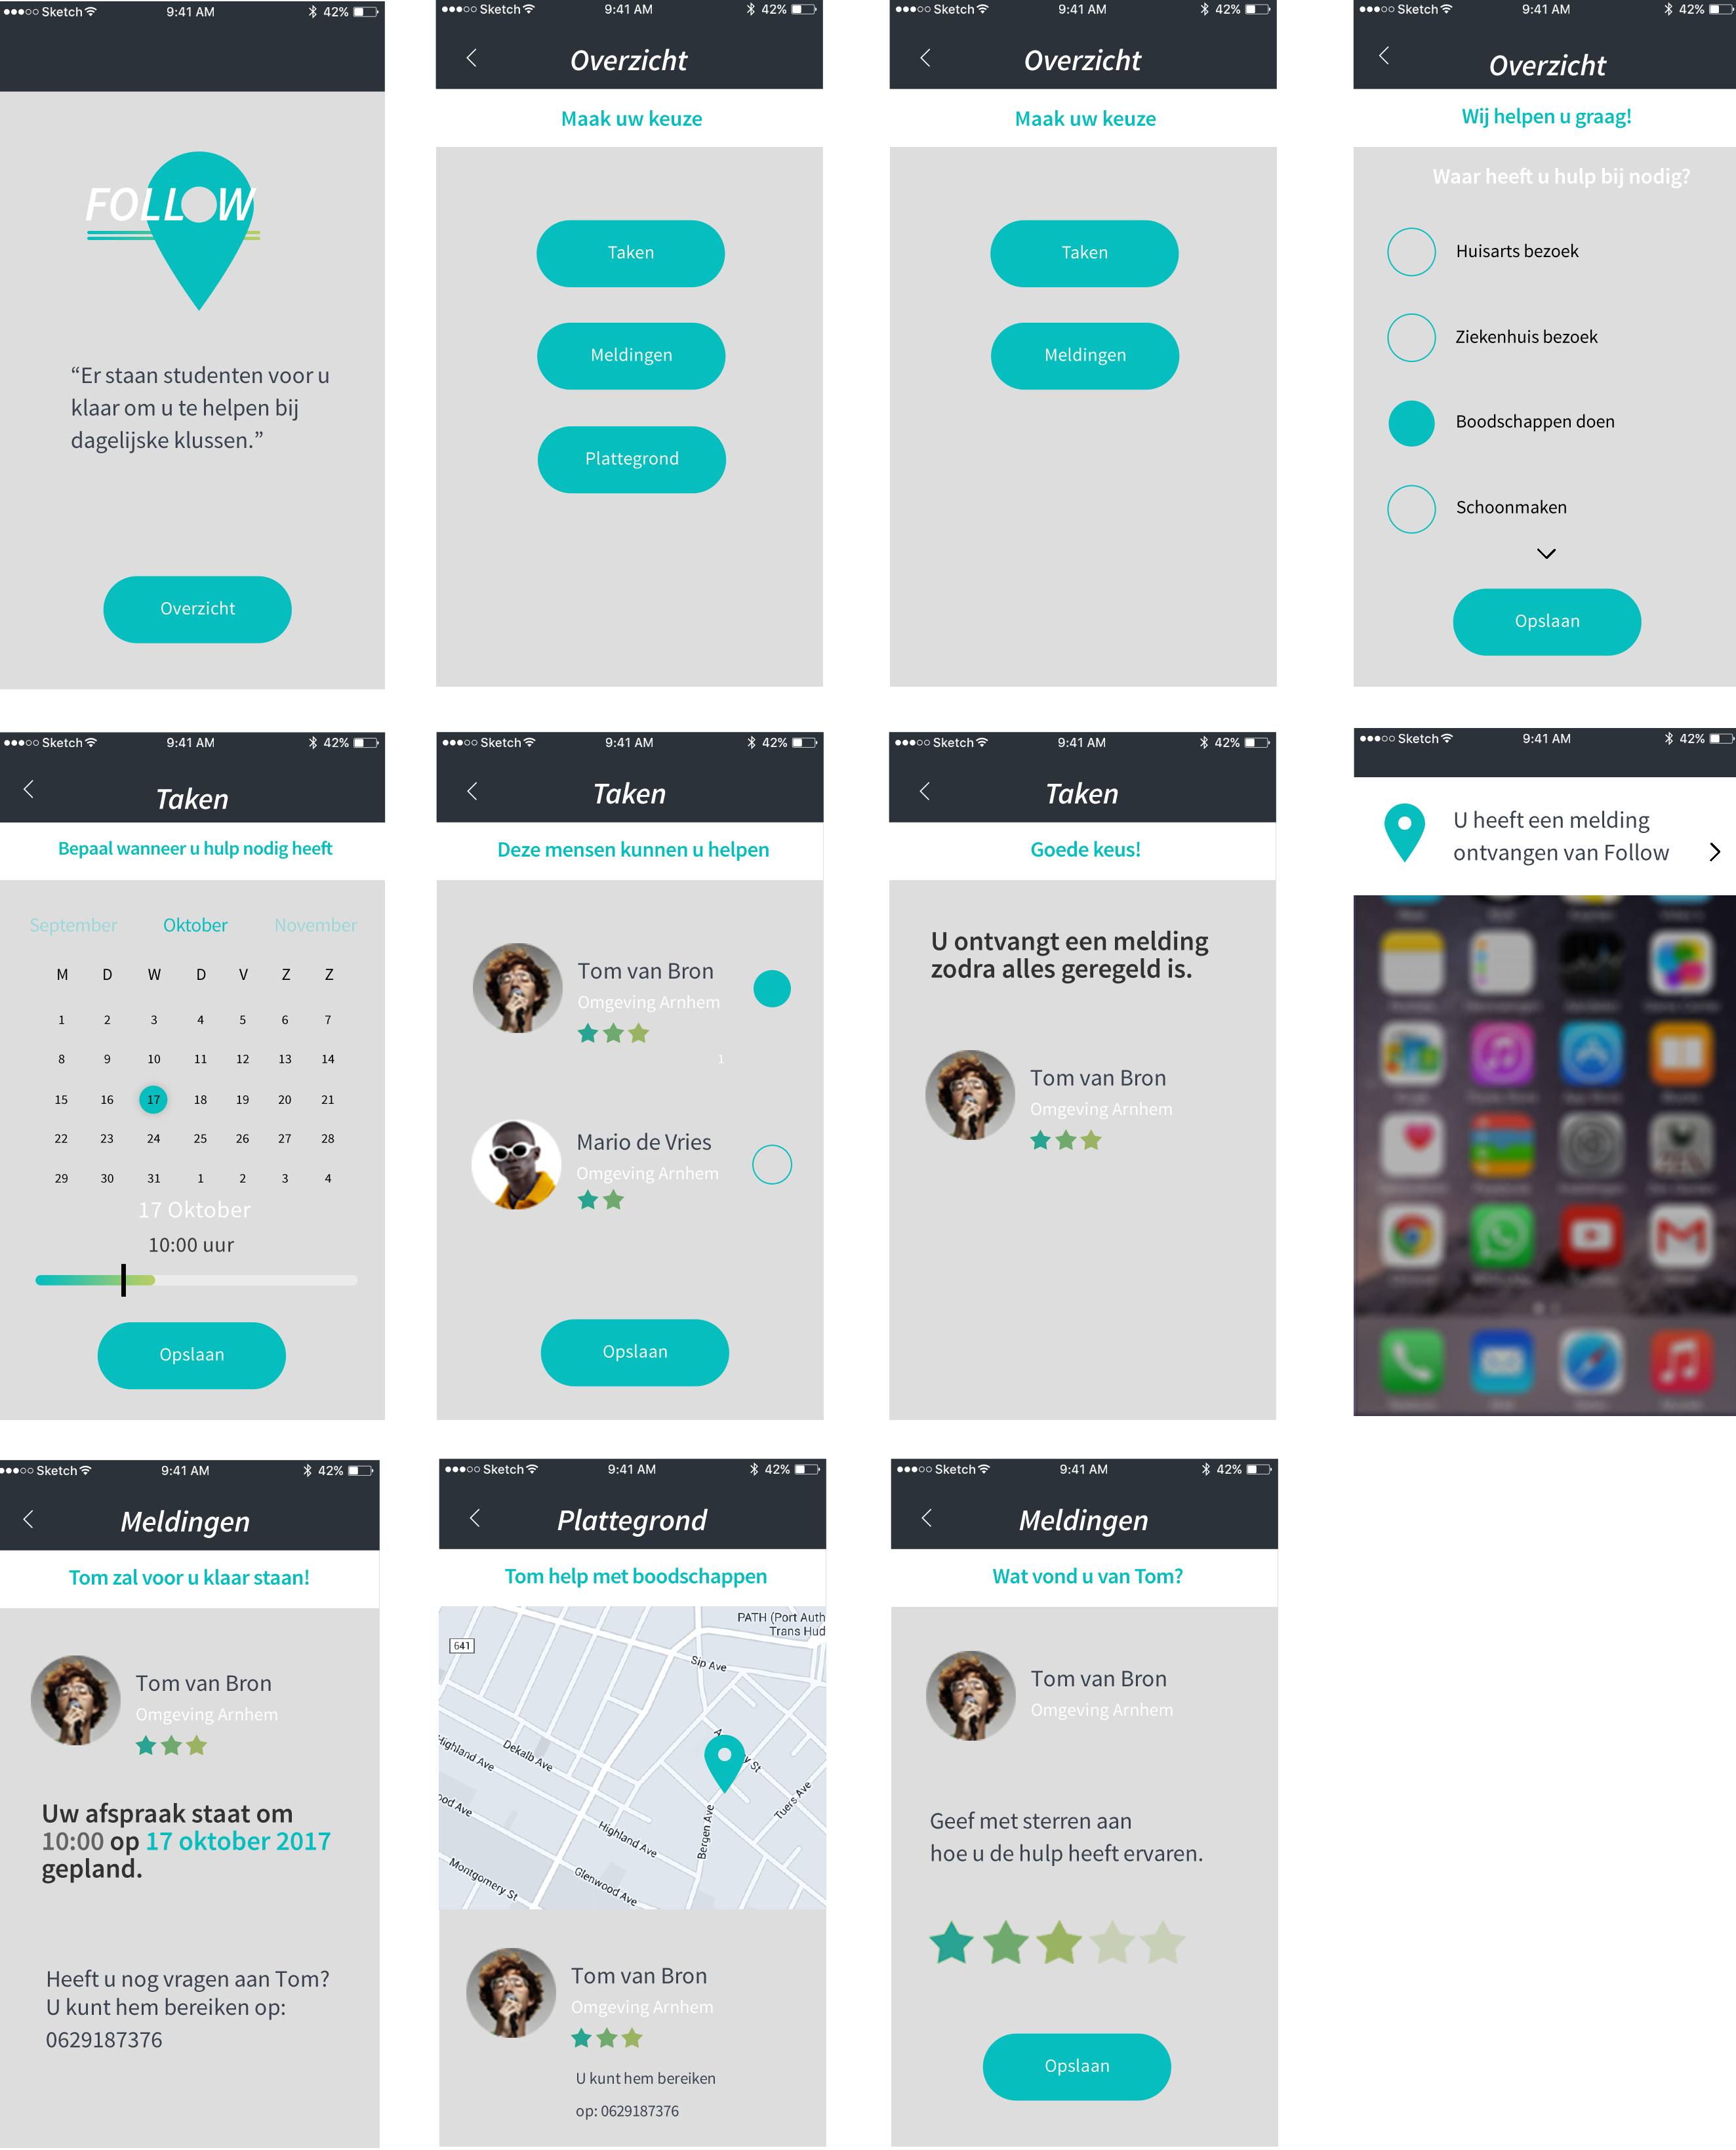 Sketch 9:41 AM 42%
FOLLOW
“Er staan studenten voor u
klaar om u te helpen bij
dagelijske klussen.”
Overzicht
Sketch 9:41 AM 42%
Overzicht
Maak uw keuze
Taken
Meldingen
Plattegrond
Sketch 9:41 AM 42%
Overzicht
Maak uw keuze
Taken
Meldingen
Sketch 9:41 AM 42%
Overzicht
Wij helpen u graag!
Waar heeft u hulp bij nodig?
Huisarts bezoek
Ziekenhuis bezoek
Boodschappen doen
Schoonmaken
Opslaan
Sketch 9:41 AM 42%
Taken
Bepaal wanneer u hulp nodig heeft
September Oktober November
M D W D V Z Z
1 2 3 4 5 6 7
8 9 10 11 12 13 14
15 16 17 18 19 20 21
22 23 24 25 26 27 28
29 30 31 1 2 3 4
17 Oktober
10:00 uur
Opslaan
Sketch 9:41 AM 42%
Taken
Deze mensen kunnen u helpen
Tom van Bron
Omgeving Arnhem
1
Mario de Vries
Omgeving Arnhem
Opslaan
Sketch 9:41 AM 42%
Taken
Goede keus!
U ontvangt een melding
zodra alles geregeld is.
Tom van Bron
Omgeving Arnhem
Sketch 9:41 AM 42%
U heeft een melding
ontvangen van Follow
Sketch 9:41 AM 42%
Meldingen
Tom zal voor u klaar staan!
Tom van Bron
Omgeving Arnhem
Uw afspraak staat om
10:00 op 17 oktober 2017
gepland.
Heeft u nog vragen aan Tom?
U kunt hem bereiken op:
0629187376
Sketch 9:41 AM 42%
Plattegrond
Tom help met boodschappen
PATH (Port Auth
Trans Hud
641
Sip Ave
Highland Ave
Dekalb Ave
y St
Tuers Ave
ood Ave
Bergen Ave
Highland Ave
Montgomery St
Glenwood Ave
Tom van Bron
Omgeving Arnhem
U kunt hem bereiken
op: 0629187376
Sketch 9:41 AM 42%
Meldingen
Wat vond u van Tom?
Tom van Bron
Omgeving Arnhem
Geef met sterren aan
hoe u de hulp heeft ervaren.
Opslaan